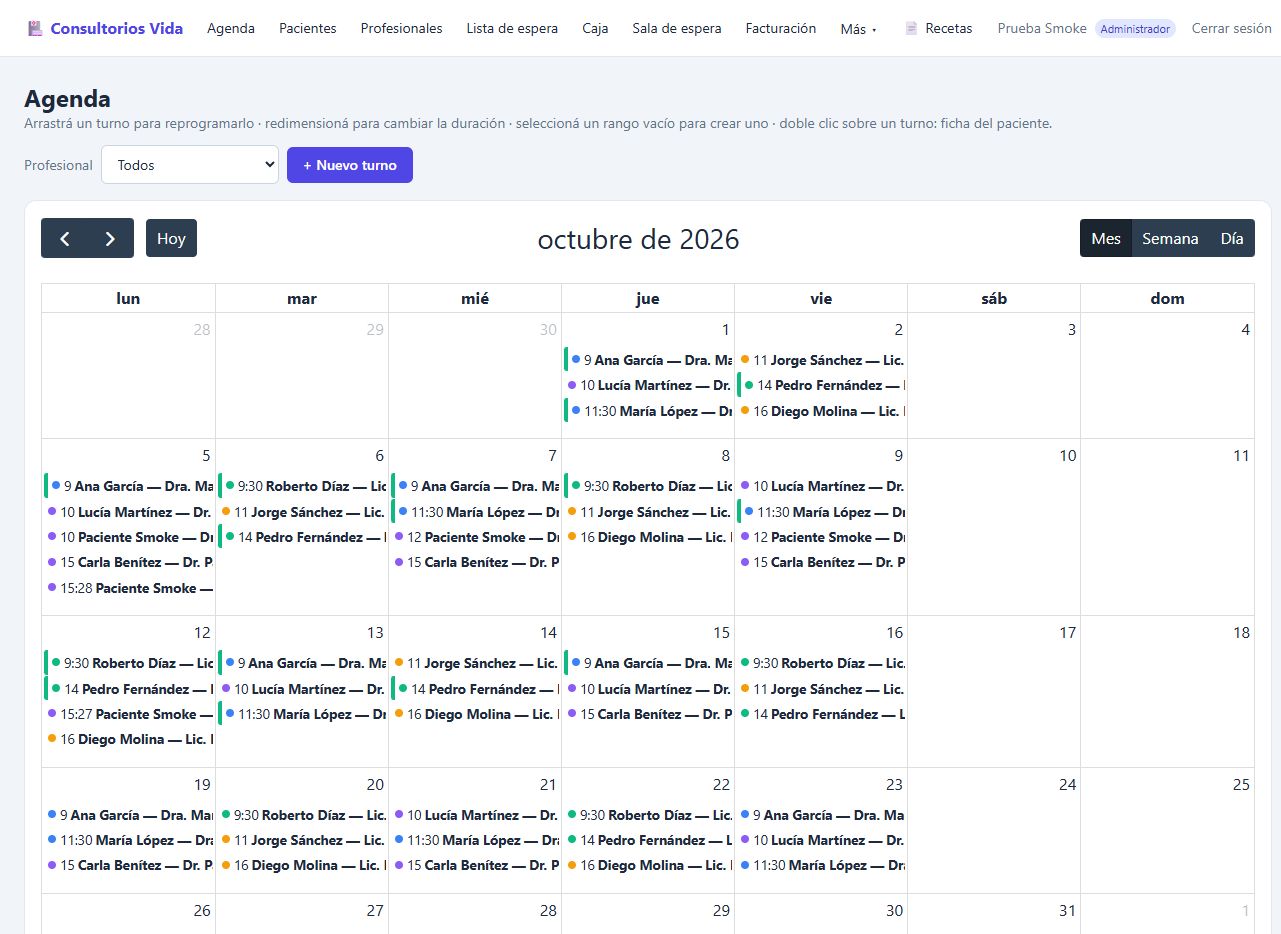 Consultorios Vida Agenda Pacientes Profesionales Lista de espera Caja Sala de espera Facturación Más Recetas Prueba Smoke Administrador Cerrar sesión
Agenda
Arrastrá un turno para reprogramarlo · redimensioná para cambiar la duración · seleccioná un rango vacío para crear uno · doble clic sobre un turno: ficha del paciente.
Profesional Todos + Nuevo turno
Hoy octubre de 2026 Mes Semana Día
lun mar mié jue vie sáb dom
28 29 30 1 2 3 4
9 Ana García — Dra. Ma 11 Jorge Sánchez — Lic.
10 Lucía Martínez — Dr. 14 Pedro Fernández —
11:30 María López — Dr 16 Diego Molina — Lic.
5 6 7 8 9 10 11
9 Ana García — Dra. Ma 9:30 Roberto Díaz — Lic 9 Ana García — Dra. Ma 9:30 Roberto Díaz — Lic 10 Lucía Martínez — Dr.
10 Lucía Martínez — Dr. 11 Jorge Sánchez — Lic. 11:30 María López — Dr 11 Jorge Sánchez — Lic. 11:30 María López — Dr
10 Paciente Smoke — Dr 14 Pedro Fernández — 12 Paciente Smoke — Dr 16 Diego Molina — Lic. 12 Paciente Smoke — Dr
15 Carla Benítez — Dr. P 15 Carla Benítez — Dr. P 15 Carla Benítez — Dr. P
15:28 Paciente Smoke —
12 13 14 15 16 17 18
9:30 Roberto Díaz — Lic 9 Ana García — Dra. Ma 11 Jorge Sánchez — Lic. 9 Ana García — Dra. Ma 9:30 Roberto Díaz — Lic.
14 Pedro Fernández — 10 Lucía Martínez — Dr. 14 Pedro Fernández — 10 Lucía Martínez — Dr. 11 Jorge Sánchez — Lic.
15:27 Paciente Smoke — 11:30 María López — Dr 16 Diego Molina — Lic. 15 Carla Benítez — Dr. P 14 Pedro Fernández — L
16 Diego Molina — Lic.
19 20 21 22 23 24 25
9 Ana García — Dra. Mar 9:30 Roberto Díaz — Lic. 10 Lucía Martínez — Dr. 9:30 Roberto Díaz — Lic. 9 Ana García — Dra. Ma
11:30 María López — Dra 11 Jorge Sánchez — Lic. 11:30 María López — Dra 14 Pedro Fernández — L 10 Lucía Martínez — Dr.
15 Carla Benítez — Dr. P 16 Diego Molina — Lic. 15 Carla Benítez — Dr. P 16 Diego Molina — Lic. 11:30 María López — Dra
26 27 28 29 30 31 1